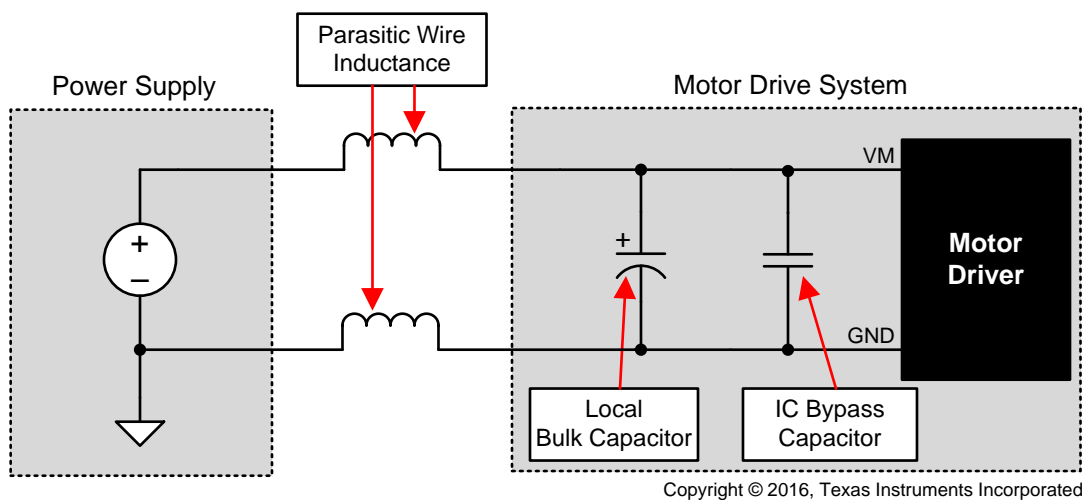 Parasitic Wire
Inductance
Power Supply
Motor Drive System
VM
+
–
+
Motor
Driver
GND
Local
Bulk Capacitor
IC Bypass
Capacitor
Copyright © 2016, Texas Instruments Incorporated